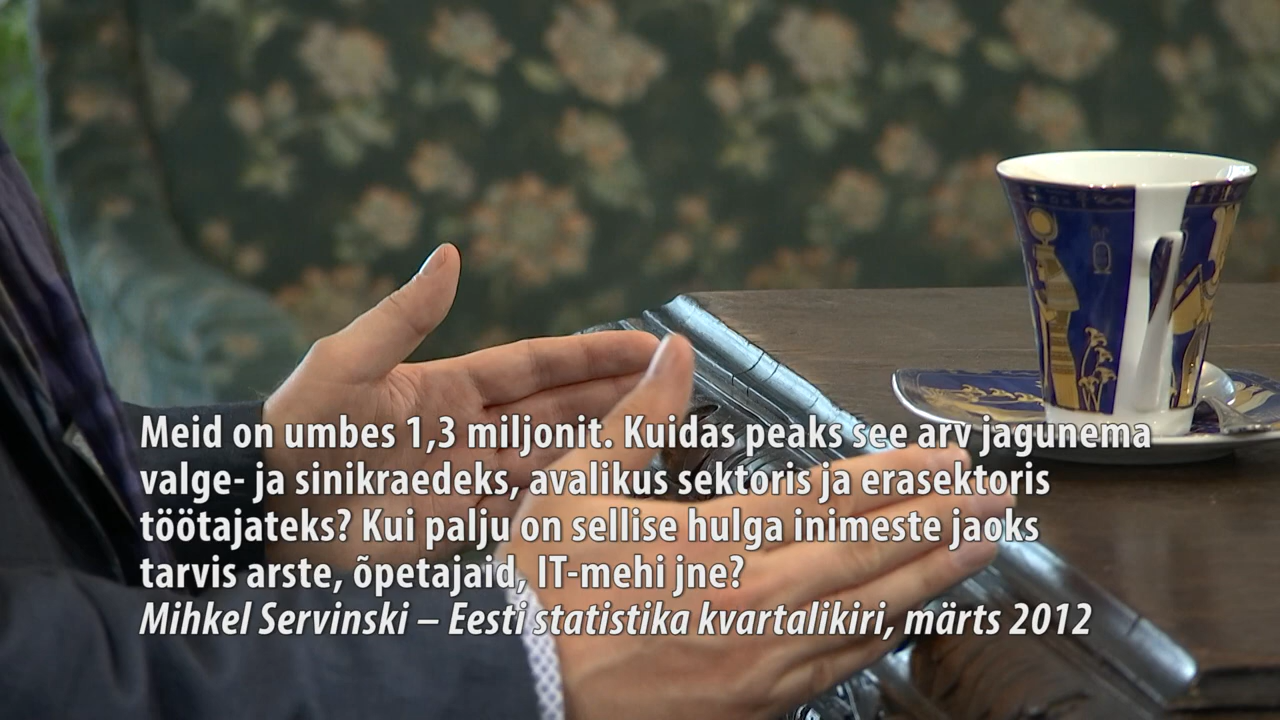 Meid on umbes 1,3 miljonit. Kuidas peaks see arv jagunema
valge- ja sinikraedeks, avalikus sektoris ja erasektoris
töötajateks? Kui palju on sellise hulga inimeste jaoks
tarvis arste, õpetajaid, IT-mehi jne?
Mihkel Servinski – Eesti statistika kvartalikiri, märts 2012